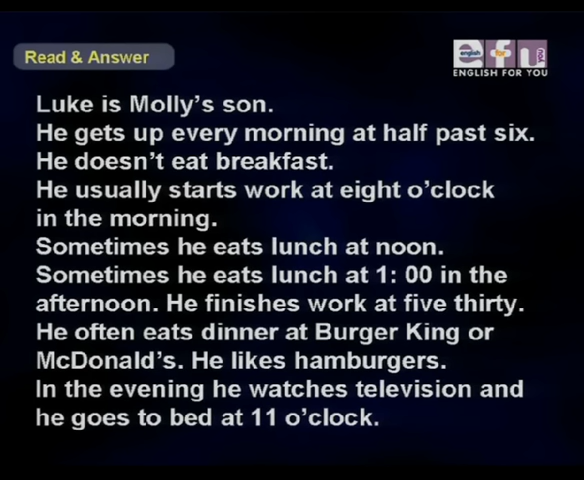 Read & Answer
english for you
ENGLISH FOR YOU
Luke is Molly's son.
He gets up every morning at half past six.
He doesn't eat breakfast.
He usually starts work at eight o'clock
in the morning.
Sometimes he eats lunch at noon.
Sometimes he eats lunch at 1: 00 in the
afternoon. He finishes work at five thirty.
He often eats dinner at Burger King or
McDonald's. He likes hamburgers.
In the evening he watches television and
he goes to bed at 11 o'clock.